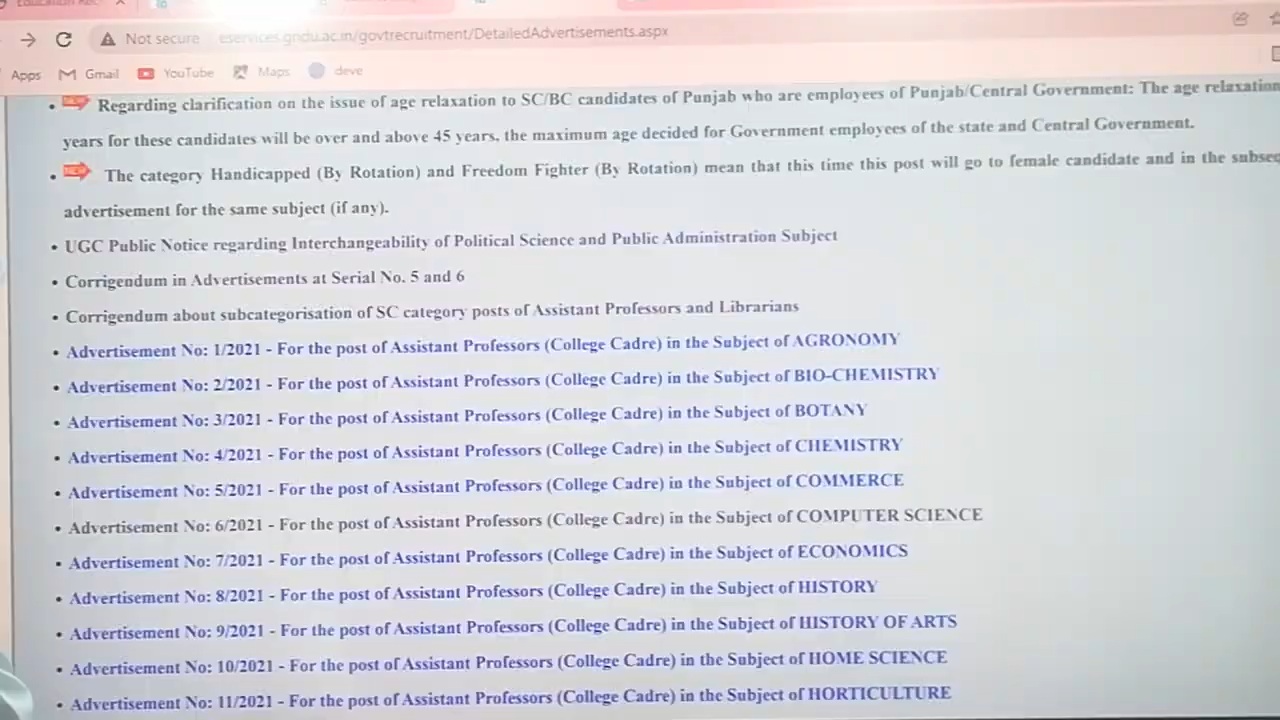 Not secure eservices.gndu.ac.in/govtrecruitment/DetailedAdvertisements.aspx
Apps Gmail YouTube Maps deve
• NEW Regarding clarification on the issue of age relaxation to SC/BC candidates of Punjab who are employees of Punjab/Central Government: The age relaxation
years for these candidates will be over and above 45 years, the maximum age decided for Government employees of the state and Central Government.
• NEW The category Handicapped (By Rotation) and Freedom Fighter (By Rotation) mean that this time this post will go to female candidate and in the
advertisement for the same subject (if any).
• UGC Public Notice regarding Interchangeability of Political Science and Public Administration Subject
• Corrigendum in Advertisements at Serial No. 5 and 6
• Corrigendum about subcategorisation of SC category posts of Assistant Professors and Librarians
• Advertisement No: 1/2021 - For the post of Assistant Professors (College Cadre) in the Subject of AGRONOMY
• Advertisement No: 2/2021 - For the post of Assistant Professors (College Cadre) in the Subject of BIO-CHEMISTRY
• Advertisement No: 3/2021 - For the post of Assistant Professors (College Cadre) in the Subject of BOTANY
• Advertisement No: 4/2021 - For the post of Assistant Professors (College Cadre) in the Subject of CHEMISTRY
• Advertisement No: 5/2021 - For the post of Assistant Professors (College Cadre) in the Subject of COMMERCE
• Advertisement No: 6/2021 - For the post of Assistant Professors (College Cadre) in the Subject of COMPUTER SCIENCE
• Advertisement No: 7/2021 - For the post of Assistant Professors (College Cadre) in the Subject of ECONOMICS
• Advertisement No: 8/2021 - For the post of Assistant Professors (College Cadre) in the Subject of HISTORY
• Advertisement No: 9/2021 - For the post of Assistant Professors (College Cadre) in the Subject of HISTORY OF ARTS
• Advertisement No: 10/2021 - For the post of Assistant Professors (College Cadre) in the Subject of HOME SCIENCE
• Advertisement No: 11/2021 - For the post of Assistant Professors (College Cadre) in the Subject of HORTICULTURE